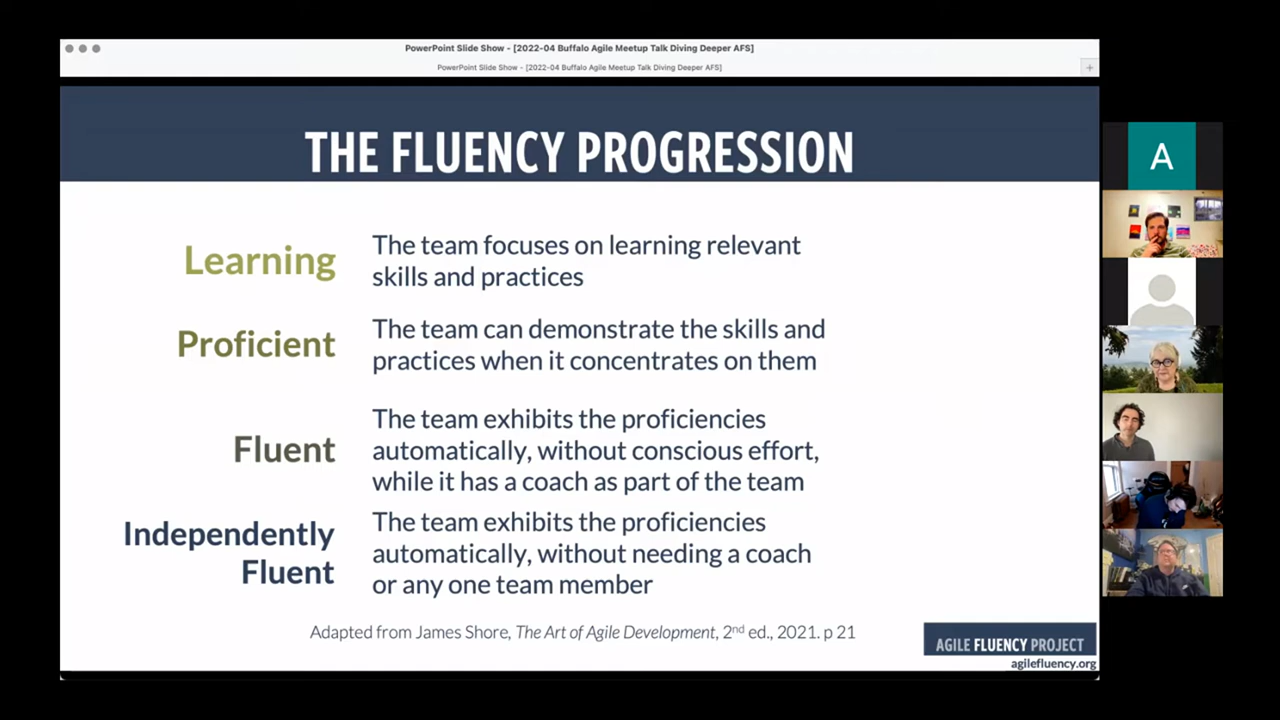 PowerPoint Slide Show - [2022-04 Buffalo Agile Meetup Talk Diving Deeper AFS]
PowerPoint Slide Show - [2022-04 Buffalo Agile Meetup Talk Diving Deeper AFS]
+
THE FLUENCY PROGRESSION
Learning
The team focuses on learning relevant
skills and practices
Proficient
The team can demonstrate the skills and
practices when it concentrates on them
Fluent
The team exhibits the proficiencies
automatically, without conscious effort,
while it has a coach as part of the team
Independently
Fluent
The team exhibits the proficiencies
automatically, without needing a coach
or any one team member
Adapted from James Shore, The Art of Agile Development, 2nd ed., 2021. p 21
AGILE FLUENCY PROJECT
agilefluency.org
A